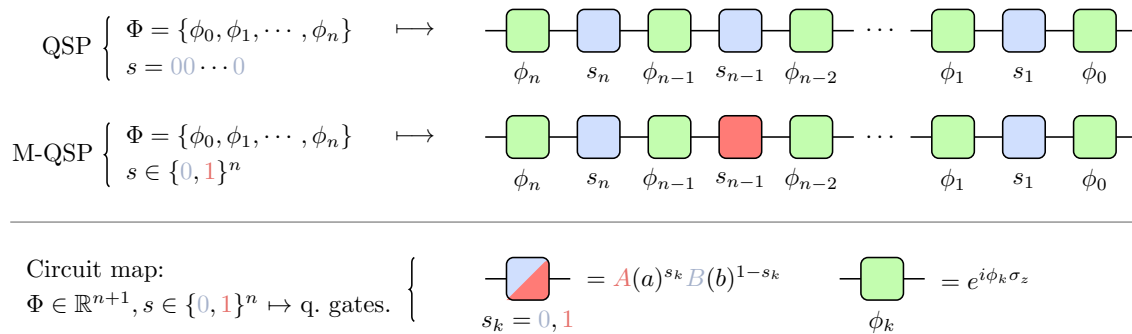 QSP { Φ = {ϕ₀, ϕ₁, ⋯ , ϕₙ} ⟼
s = 00 ⋯ 0
ϕₙ sₙ ϕₙ₋₁ sₙ₋₁ ϕₙ₋₂ ⋯ ϕ₁ s₁ ϕ₀
M-QSP { Φ = {ϕ₀, ϕ₁, ⋯ , ϕₙ} ⟼
s ∈ {0, 1}ⁿ
ϕₙ sₙ ϕₙ₋₁ sₙ₋₁ ϕₙ₋₂ ⋯ ϕ₁ s₁ ϕ₀
Circuit map:
Φ ∈ ℝⁿ⁺¹, s ∈ {0, 1}ⁿ ↦ q. gates.
= A(a)^{s_k} B(b)^{1−s_k}
s_k = 0, 1
= e^{iϕ_kσ_z}
ϕ_k